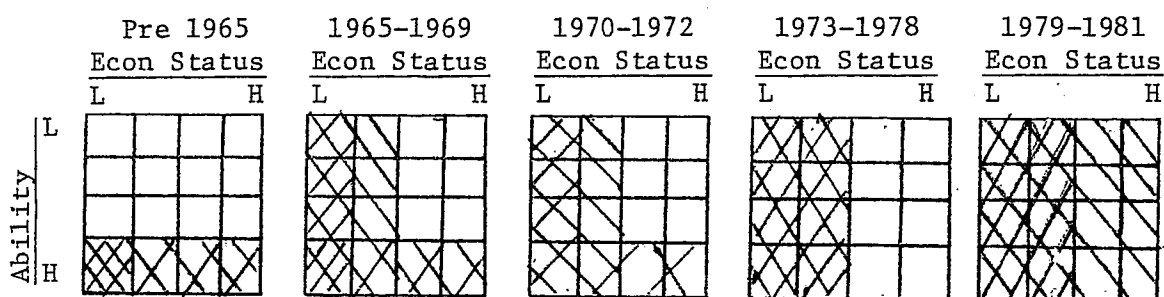 Pre 1965 1965-1969 1970-1972 1973-1978 1979-1981
Econ Status Econ Status Econ Status Econ Status Econ Status
L H L H L H L H L H
L
Ability
H